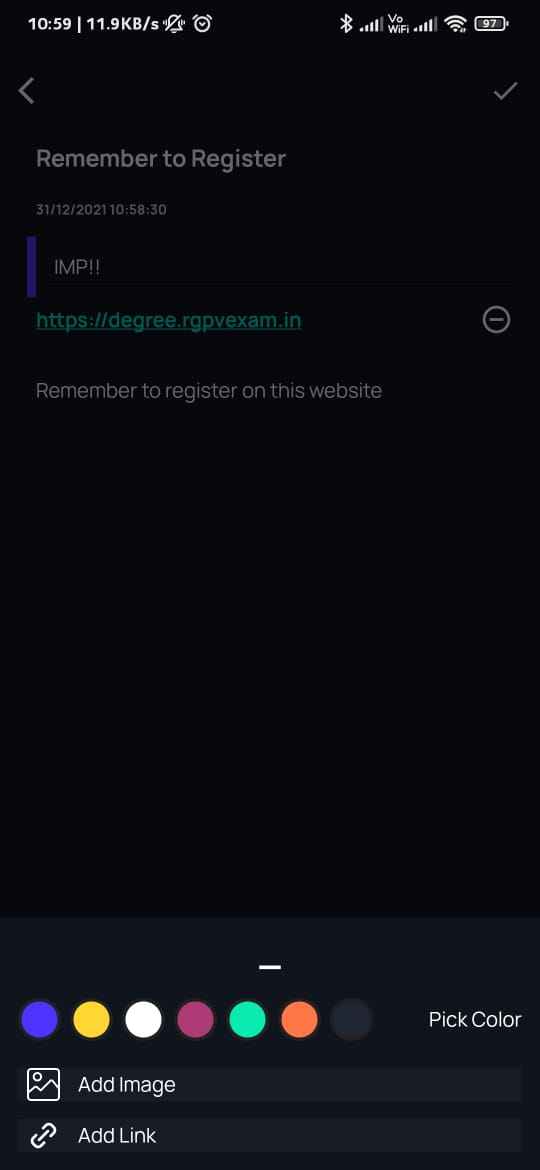 10:59 | 11.9KB/s
Vo
WiFi
97
Remember to Register
31/12/2021 10:58:30
IMP!!
https://degree.rgpvexam.in
Remember to register on this website
Pick Color
Add Image
Add Link